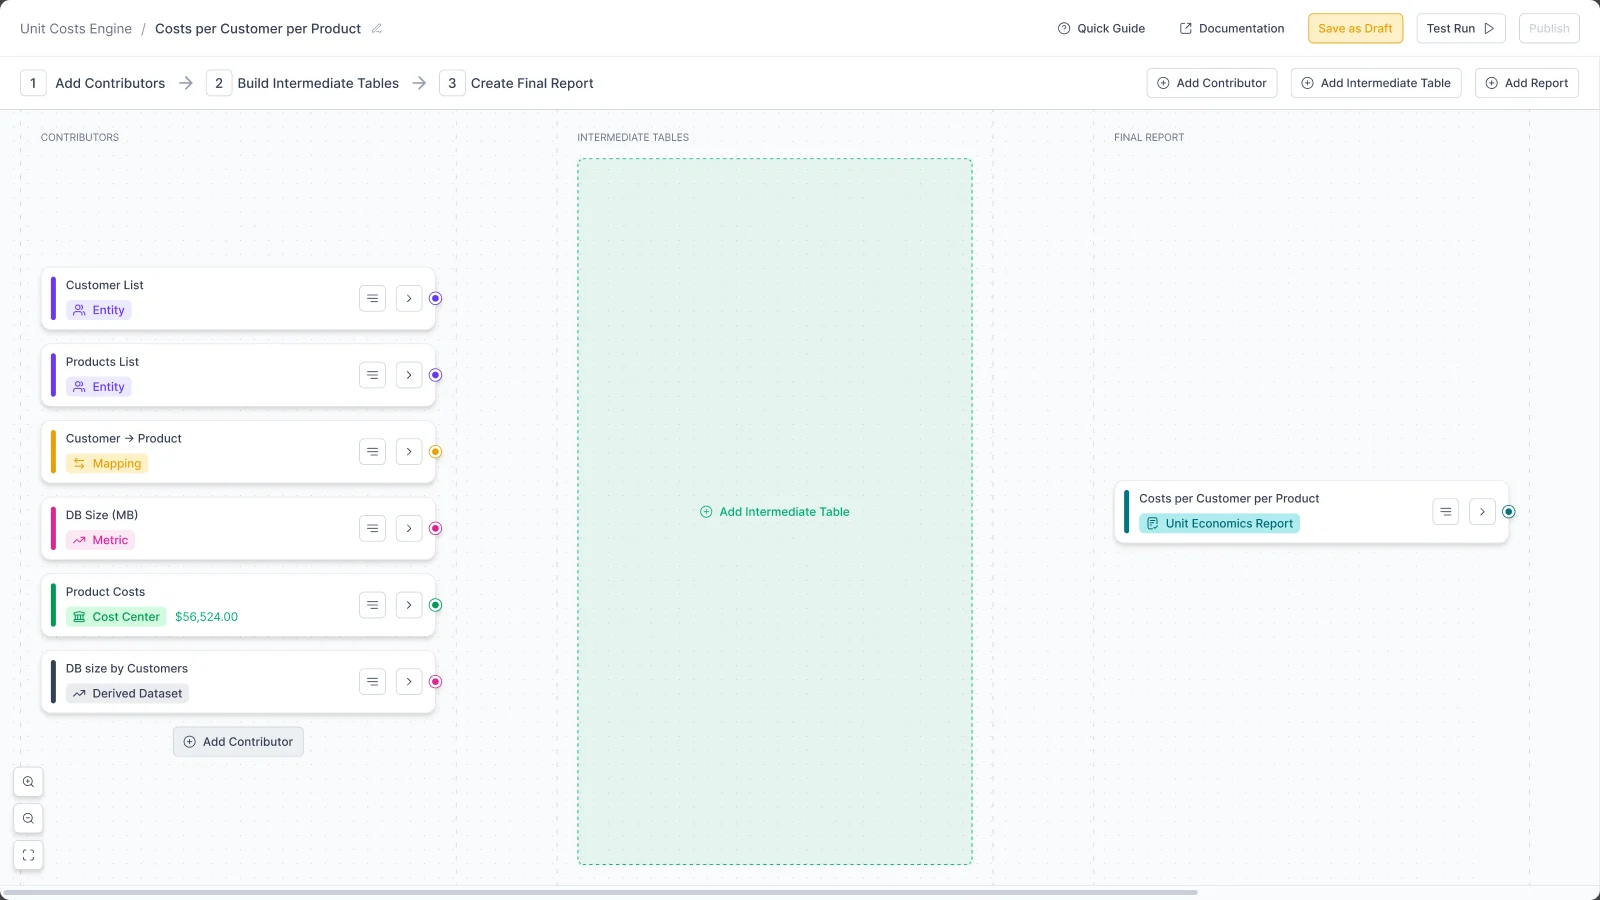 Unit Costs Engine / Costs per Customer per Product
Quick Guide
Documentation
Save as Draft
Test Run
Publish
1 Add Contributors → 2 Build Intermediate Tables → 3 Create Final Report
Add Contributor
Add Intermediate Table
Add Report
CONTRIBUTORS
INTERMEDIATE TABLES
FINAL REPORT
Customer List
Entity
Products List
Entity
Customer → Product
Mapping
DB Size (MB)
Metric
Product Costs
Cost Center $56,524.00
DB size by Customers
Derived Dataset
Add Contributor
Add Intermediate Table
Costs per Customer per Product
Unit Economics Report